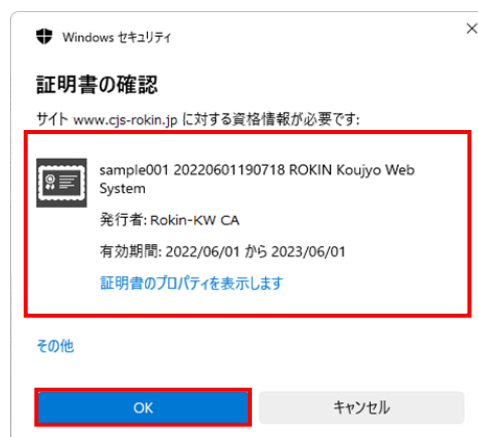 Windows セキュリティ
証明書の確認
サイト www.cjs-rokin.jp に対する資格情報が必要です:
sample001 20220601190718 ROKIN Koujyo Web
System
発行者: Rokin-KW CA
有効期間: 2022/06/01 から 2023/06/01
証明書のプロパティを表示します
その他
OK
キャンセル